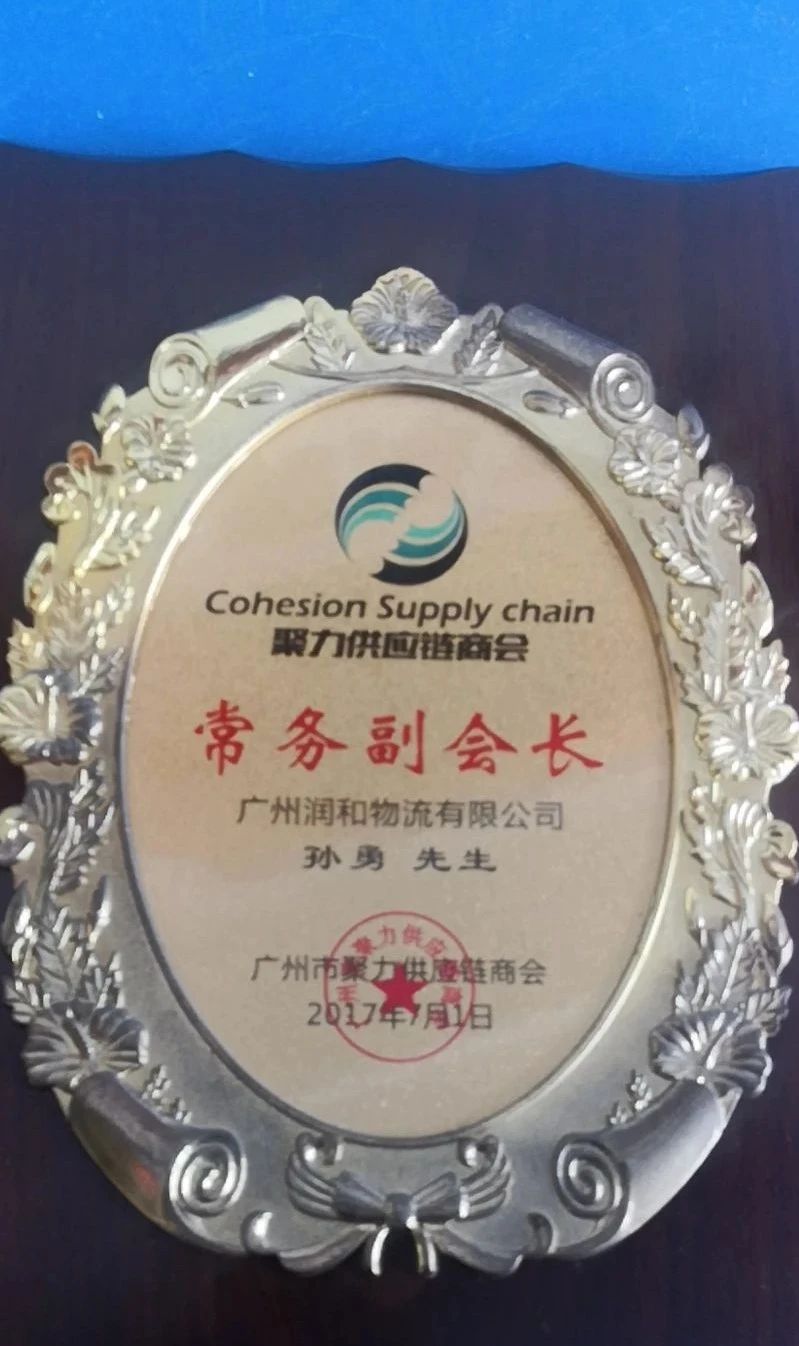 Cohesion Supply chain
聚力供应链商会
常务副会长
广州润和物流有限公司
孙勇 先生
广州市聚力供应链商会
2017年7月1日